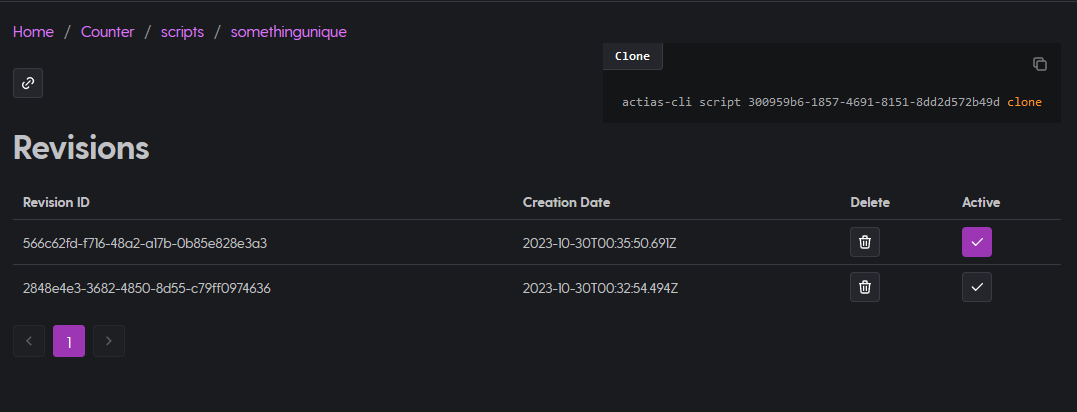 Home / Counter / scripts / somethingunique
Clone
actias-cli script 300959b6-1857-4691-8151-8dd2d572b49d clone
Revisions
Revision ID Creation Date Delete Active
566c62fd-f716-48a2-a17b-0b85e828e3a3 2023-10-30T00:35:50.691Z
2848e4e3-3682-4850-8d55-c79ff0974636 2023-10-30T00:32:54.494Z
1